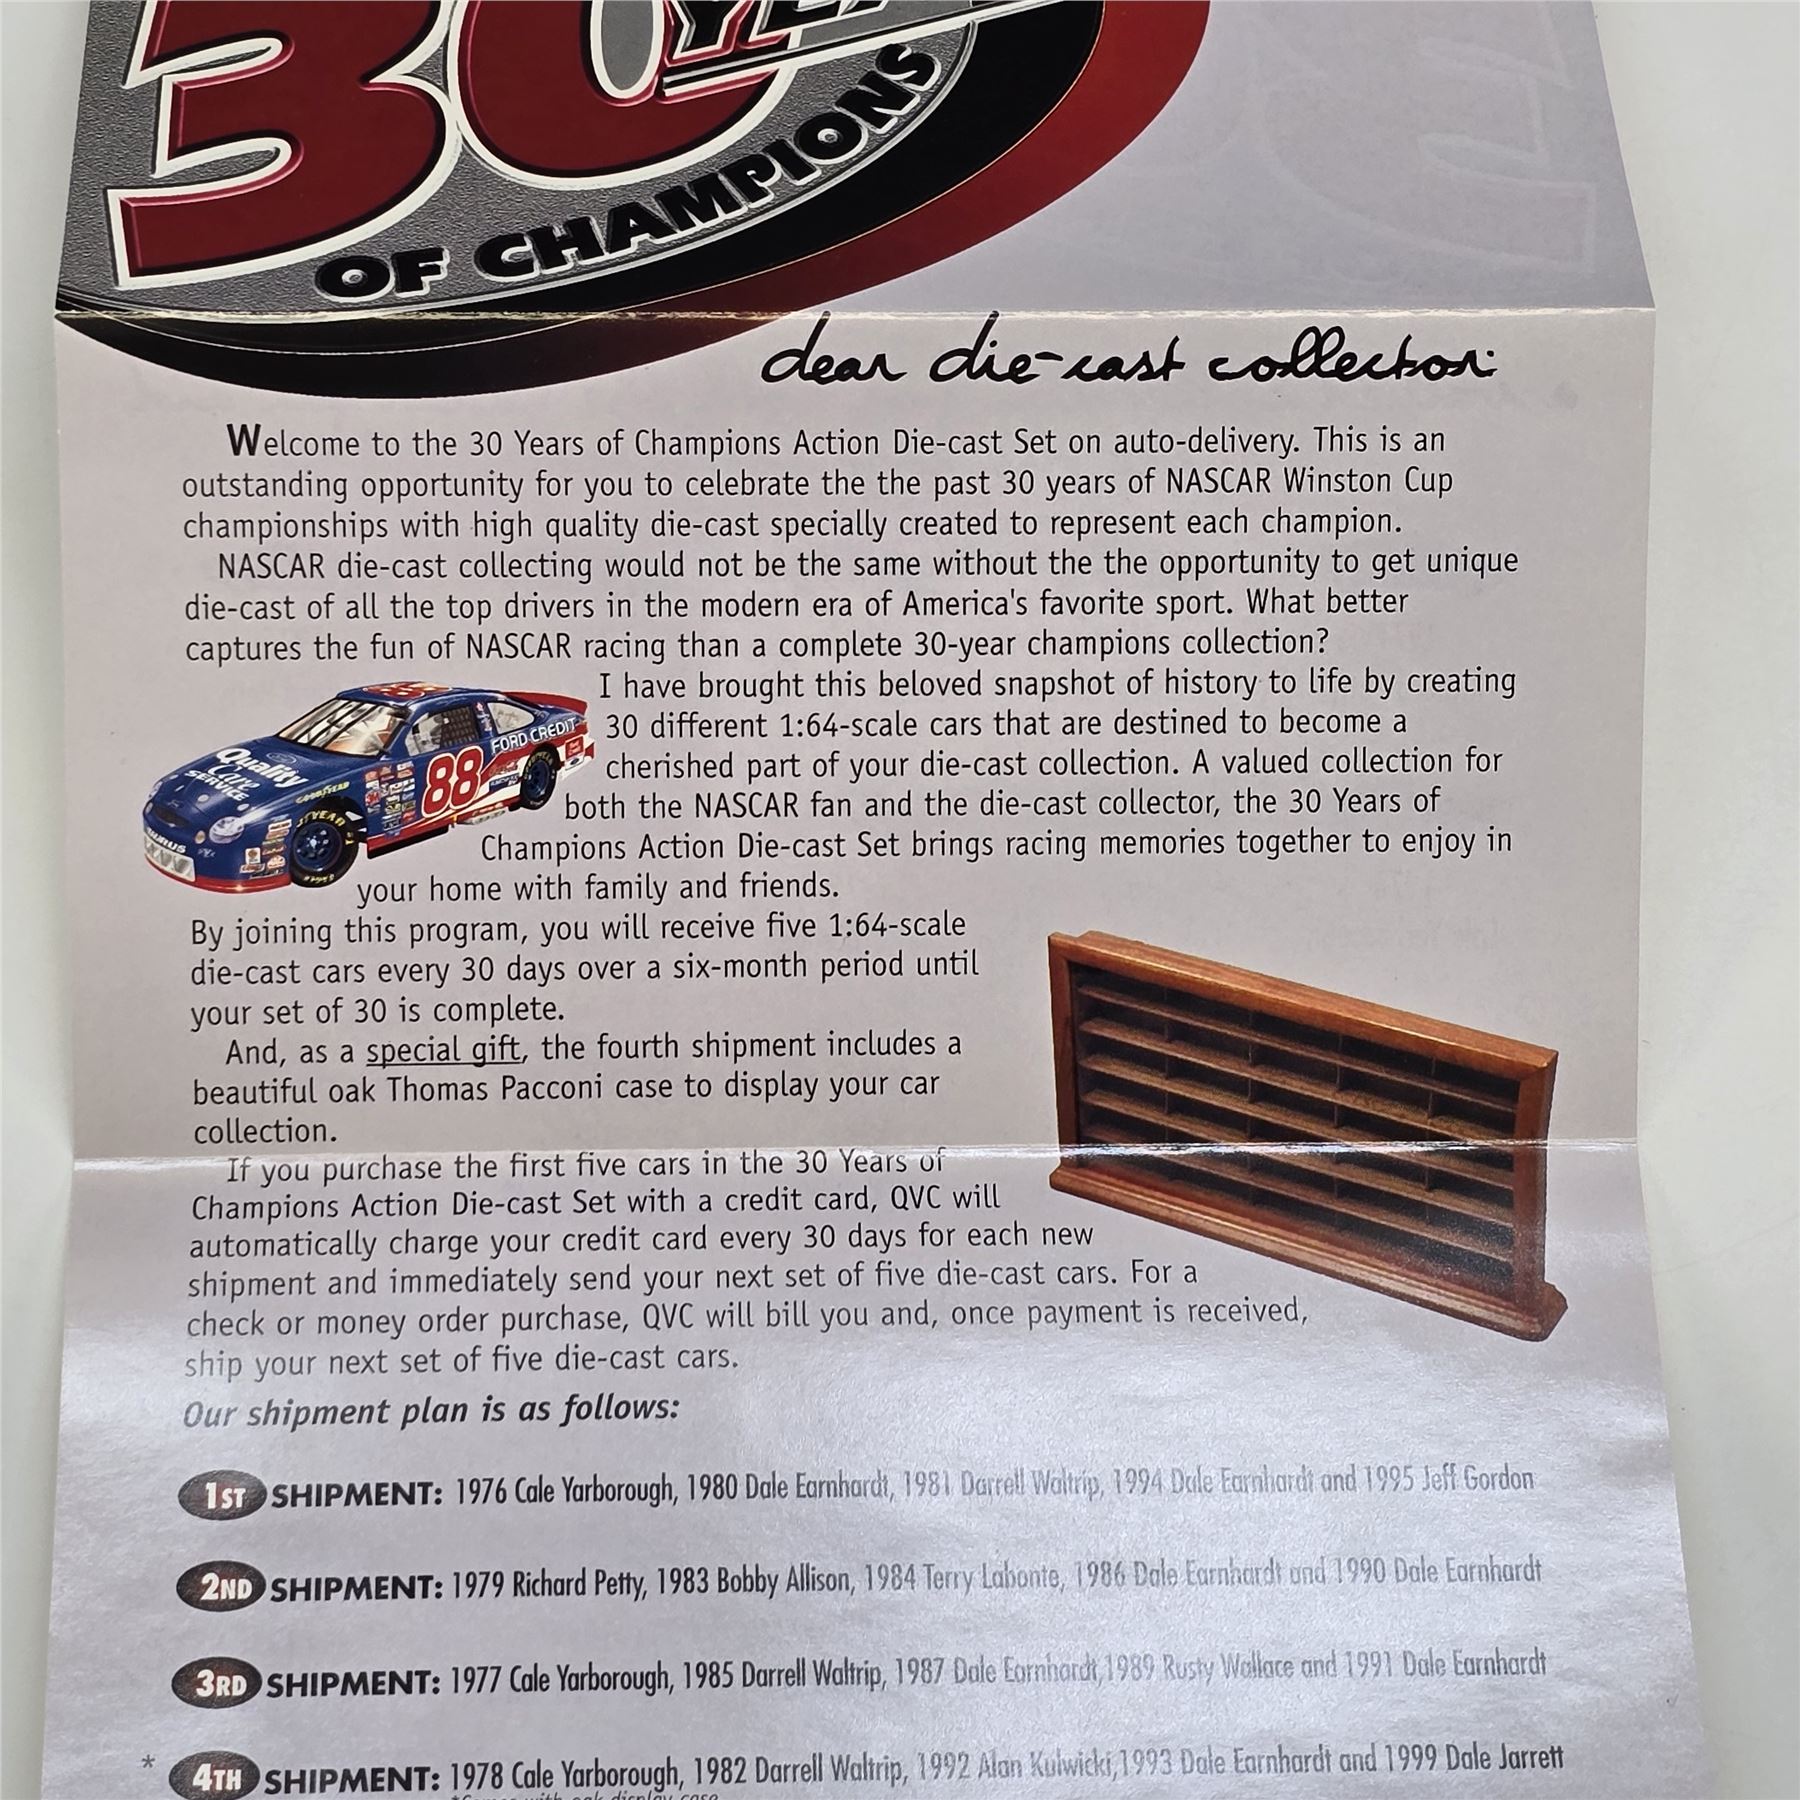 30
OF CHAMPIONS
dear die-cast collector:
Welcome to the 30 Years of Champions Action Die-cast Set on auto-delivery. This is an
outstanding opportunity for you to celebrate the the past 30 years of NASCAR Winston Cup
championships with high quality die-cast specially created to represent each champion.
NASCAR die-cast collecting would not be the same without the the opportunity to get unique
die-cast of all the top drivers in the modern era of America's favorite sport. What better
captures the fun of NASCAR racing than a complete 30-year champions collection?
I have brought this beloved snapshot of history to life by creating
30 different 1:64-scale cars that are destined to become a
cherished part of your die-cast collection. A valued collection for
both the NASCAR fan and the die-cast collector, the 30 Years of
Champions Action Die-cast Set brings racing memories together to enjoy in
your home with family and friends.
Quality
Care
SERVICE
FORD CREDIT
88
GOODYEAR
TAURUS
By joining this program, you will receive five 1:64-scale
die-cast cars every 30 days over a six-month period until
your set of 30 is complete.
And, as a special gift, the fourth shipment includes a
beautiful oak Thomas Pacconi case to display your car
collection.
If you purchase the first five cars in the 30 Years of
Champions Action Die-cast Set with a credit card, QVC will
automatically charge your credit card every 30 days for each new
shipment and immediately send your next set of five die-cast cars. For a
check or money order purchase, QVC will bill you and, once payment is received,
ship your next set of five die-cast cars.
Our shipment plan is as follows:
1ST SHIPMENT: 1976 Cale Yarborough, 1980 Dale Earnhardt, 1981 Darrell Waltrip, 1994 Dale Earnhardt and 1995 Jeff Gordon
2ND SHIPMENT: 1979 Richard Petty, 1983 Bobby Allison, 1984 Terry Labonte, 1986 Dale Earnhardt and 1990 Dale Earnhardt
3RD SHIPMENT: 1977 Cale Yarborough, 1985 Darrell Waltrip, 1987 Dale Earnhardt, 1989 Rusty Wallace and 1991 Dale Earnhardt
* 4TH SHIPMENT: 1978 Cale Yarborough, 1982 Darrell Waltrip, 1992 Alan Kulwicki, 1993 Dale Earnhardt and 1999 Dale Jarrett
*Comes with oak display case